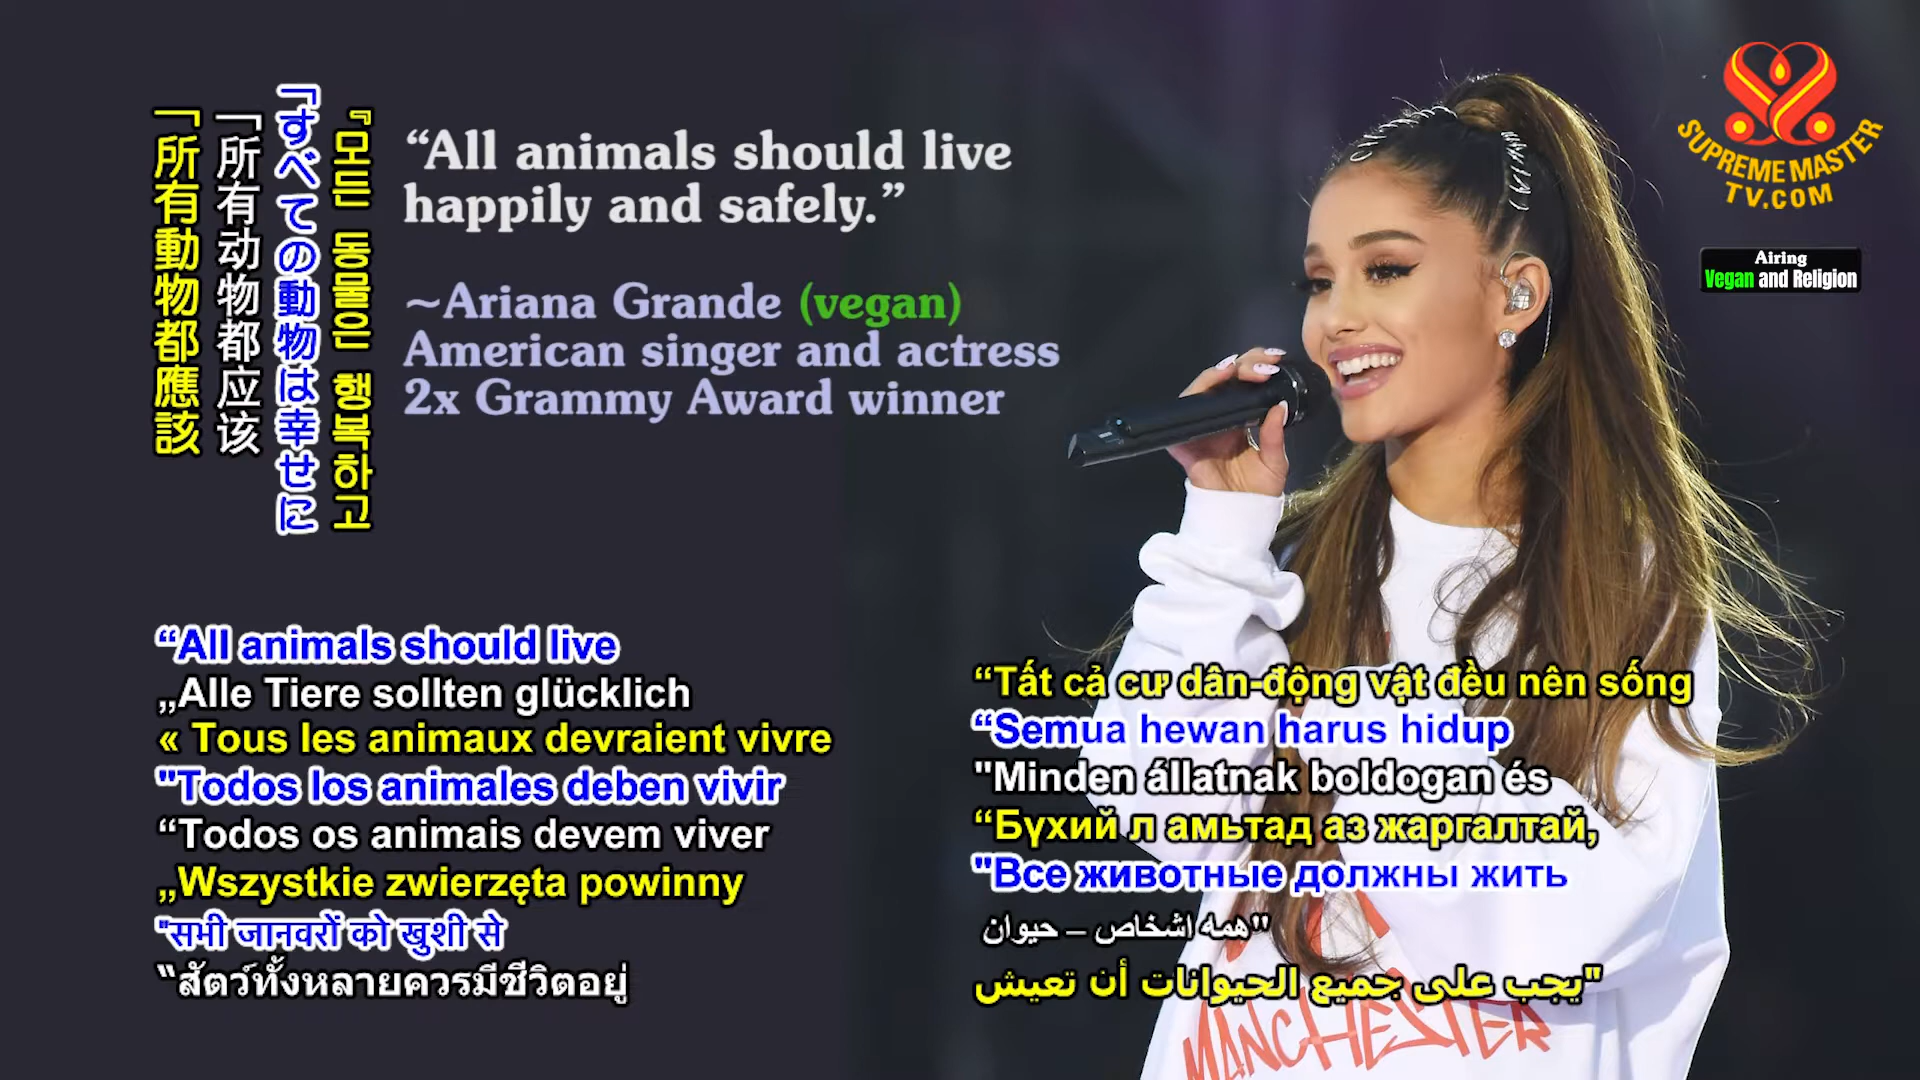 「所有動物都應該
「所有动物都应该
「すべての動物は幸せに
『모든 동물은 행복하고
“All animals should live
happily and safely.”
~Ariana Grande (vegan)
American singer and actress
2x Grammy Award winner
SUPREME MASTER
TV.COM
Airing
Vegan and Religion
“All animals should live
„Alle Tiere sollten glücklich
« Tous les animaux devraient vivre
"Todos los animales deben vivir
“Todos os animais devem viver
„Wszystkie zwierzęta powinny
"सभी जानवरों को खुशी से
“สัตว์ทั้งหลายควรมีชีวิตอยู่
“Tất cả cư dân-động vật đều nên sống
“Semua hewan harus hidup
"Minden állatnak boldogan és
“Бүхий л амьтад аз жаргалтай,
"Все животные должны жить
"همه اشخاص – حیوان
"يجب على جميع الحيوانات أن تعيش
MANCHESTER